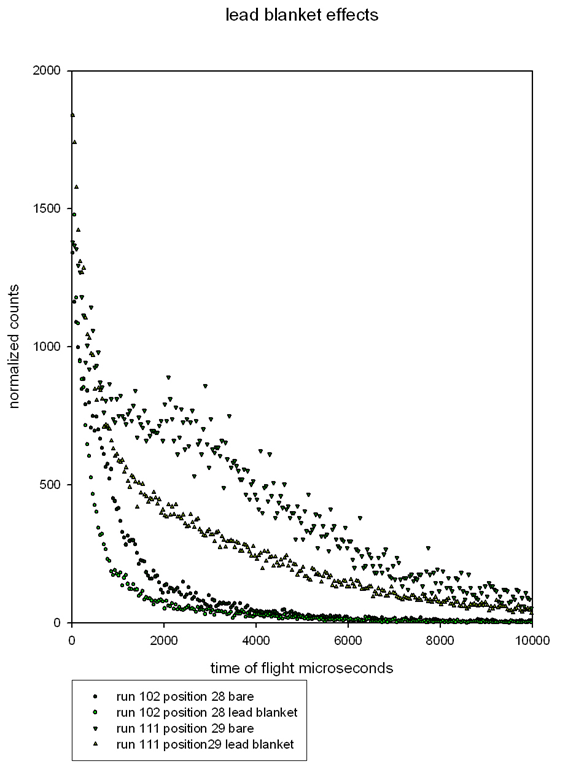 lead blanket effects
2000
1500
1000
500
0
normalized counts
0 2000 4000 6000 8000 10000
time of flight microseconds
run 102 position 28 bare
run 102 position 28 lead blanket
run 111 position 29 bare
run 111 position29 lead blanket